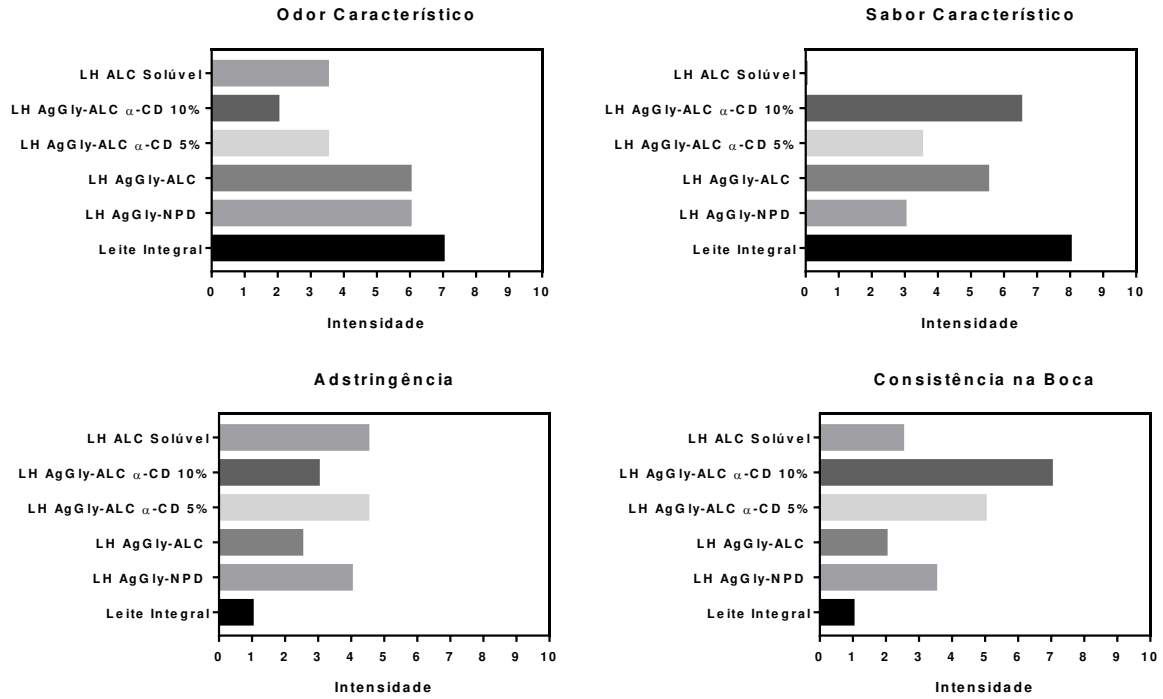 Odor Característico
LH ALC Solúvel
LH AgGly-ALC α-CD 10%
LH AgGly-ALC α-CD 5%
LH AgGly-ALC
LH AgGly-NPD
Leite Integral
0 1 2 3 4 5 6 7 8 9 10
Intensidade
Sabor Característico
LH ALC Solúvel
LH AgGly-ALC α-CD 10%
LH AgGly-ALC α-CD 5%
LH AgGly-ALC
LH AgGly-NPD
Leite Integral
0 1 2 3 4 5 6 7 8 9 10
Intensidade
Adstringência
LH ALC Solúvel
LH AgGly-ALC α-CD 10%
LH AgGly-ALC α-CD 5%
LH AgGly-ALC
LH AgGly-NPD
Leite Integral
0 1 2 3 4 5 6 7 8 9 10
Intensidade
Consistência na Boca
LH ALC Solúvel
LH AgGly-ALC α-CD 10%
LH AgGly-ALC α-CD 5%
LH AgGly-ALC
LH AgGly-NPD
Leite Integral
0 1 2 3 4 5 6 7 8 9 10
Intensidade